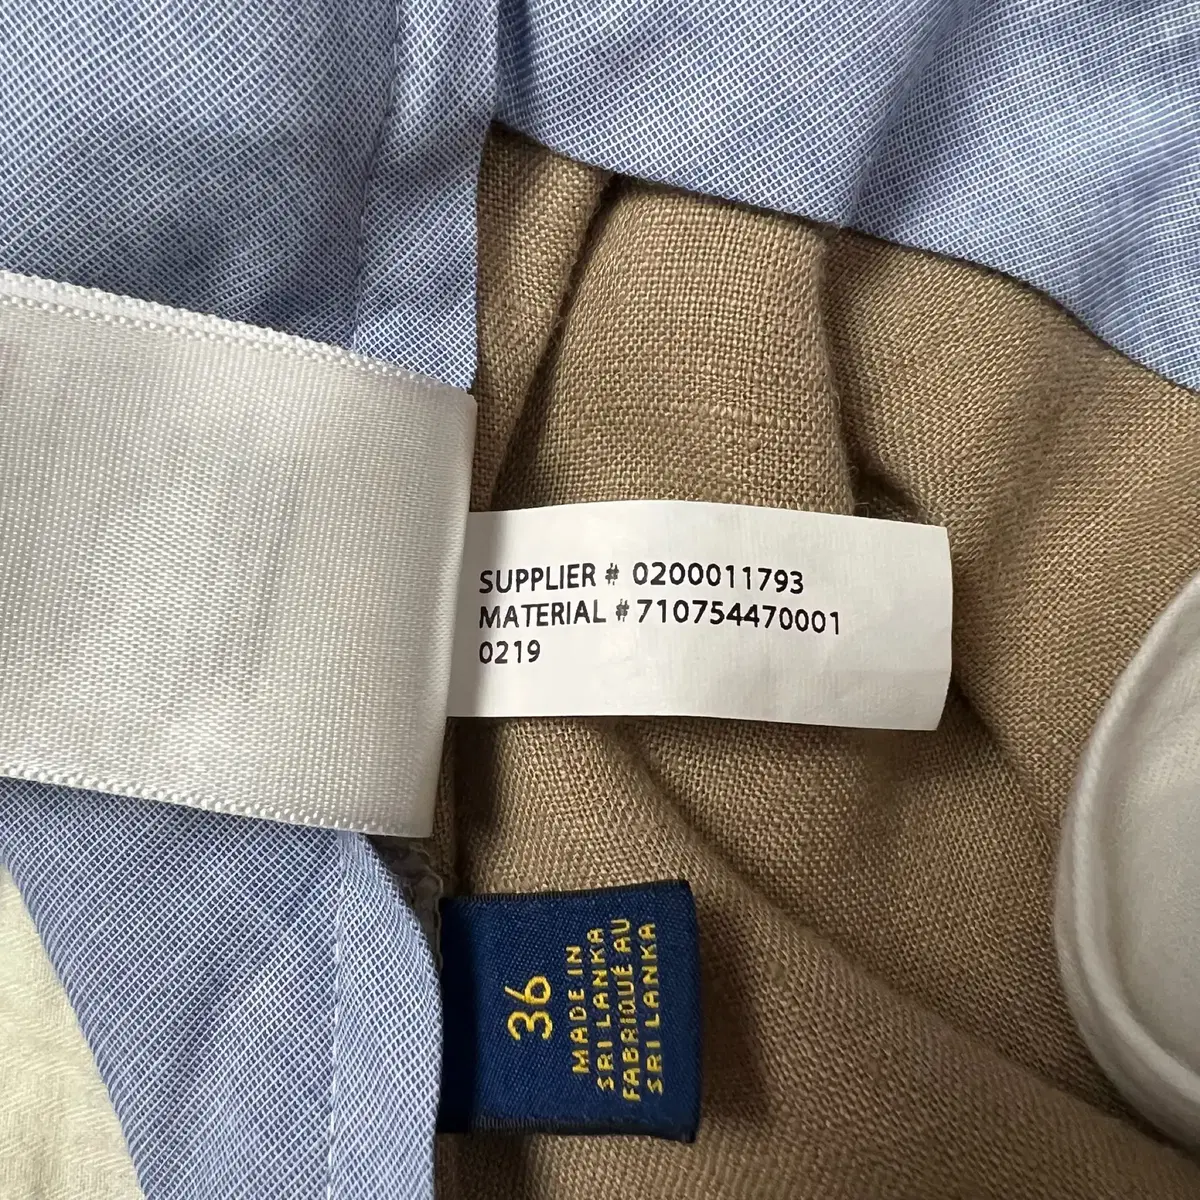 SUPPLIER # 0200011793
MATERIAL # 710754470001
0219
36
MADE IN
SRI LANKA
FABRIQUÉ AU
SRI LANKA